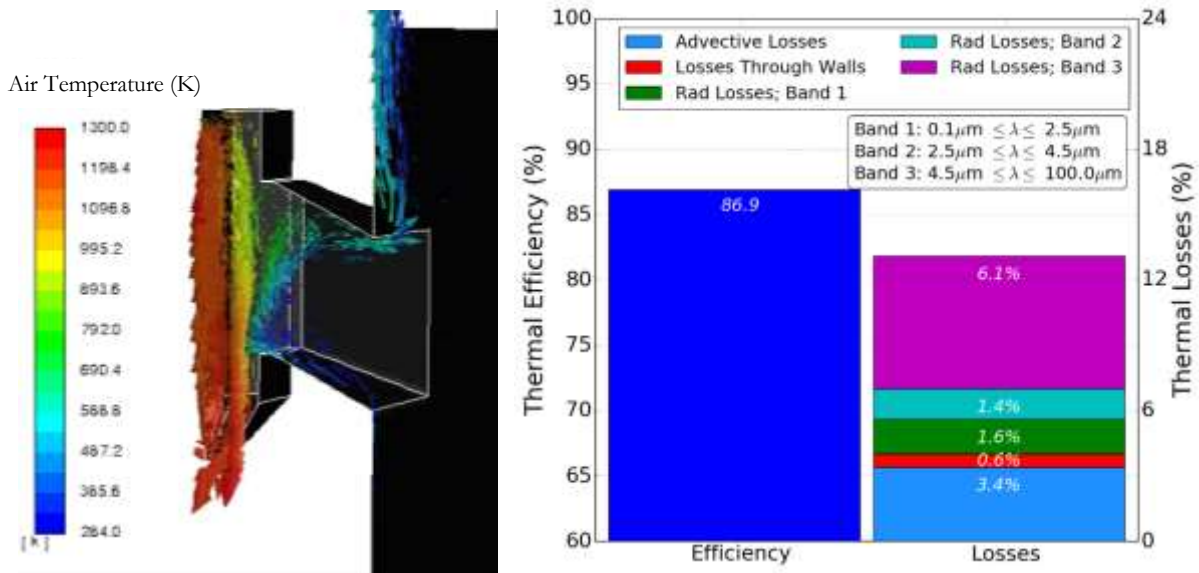 Air Temperature (K)
1300.0
1198.4
1096.8
995.2
893.6
792.0
690.4
588.8
487.2
385.6
284.0
[ K ]
100
95
90
85
80
75
70
65
60
Thermal Efficiency (%)
Advective Losses
Losses Through Walls
Rad Losses; Band 1
Rad Losses; Band 2
Rad Losses; Band 3
Band 1: 0.1μm ≤ λ ≤ 2.5μm
Band 2: 2.5μm ≤ λ ≤ 4.5μm
Band 3: 4.5μm ≤ λ ≤ 100.0μm
86.9
6.1%
1.4%
1.6%
0.6%
3.4%
Efficiency
Losses
24
18
12
6
0
Thermal Losses (%)